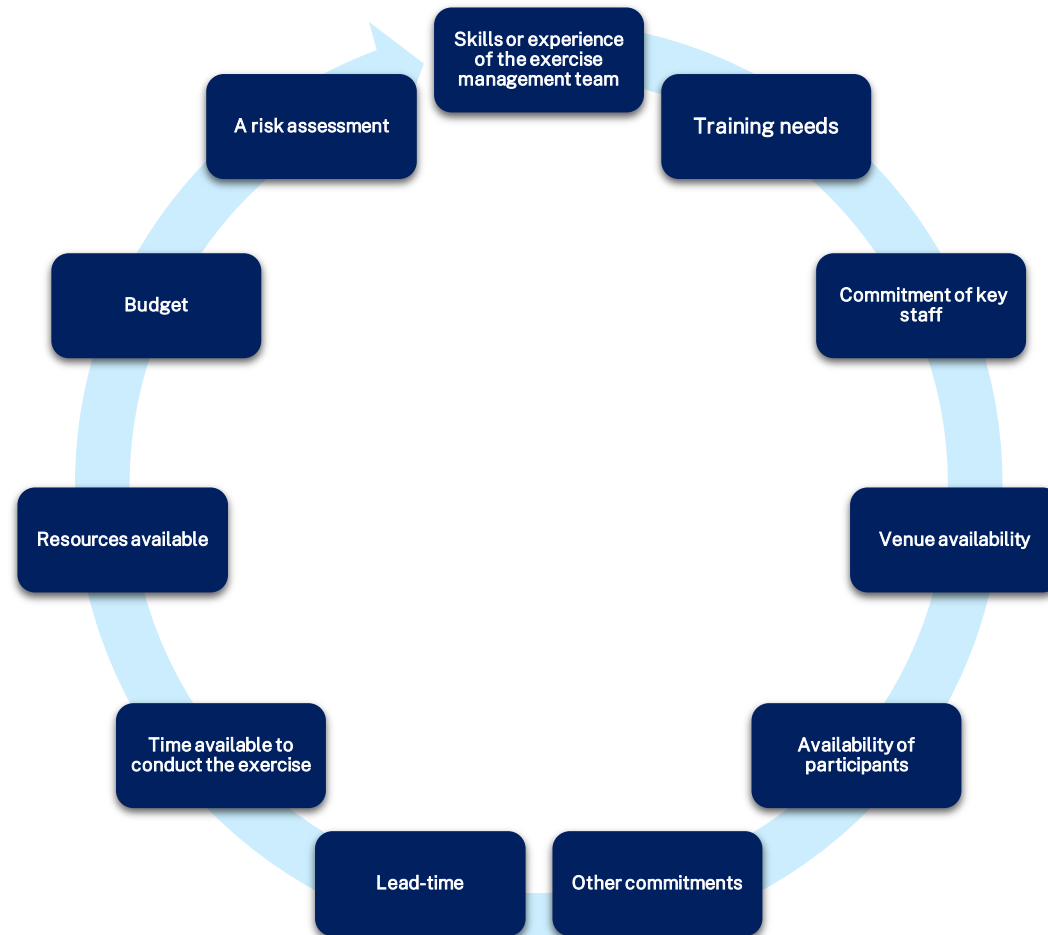 Skills or experience
of the exercise
management team
Training needs
Commitment of key
staff
Venue availability
Availability of
participants
Other commitments
Lead-time
Time available to
conduct the exercise
Resources available
Budget
A risk assessment